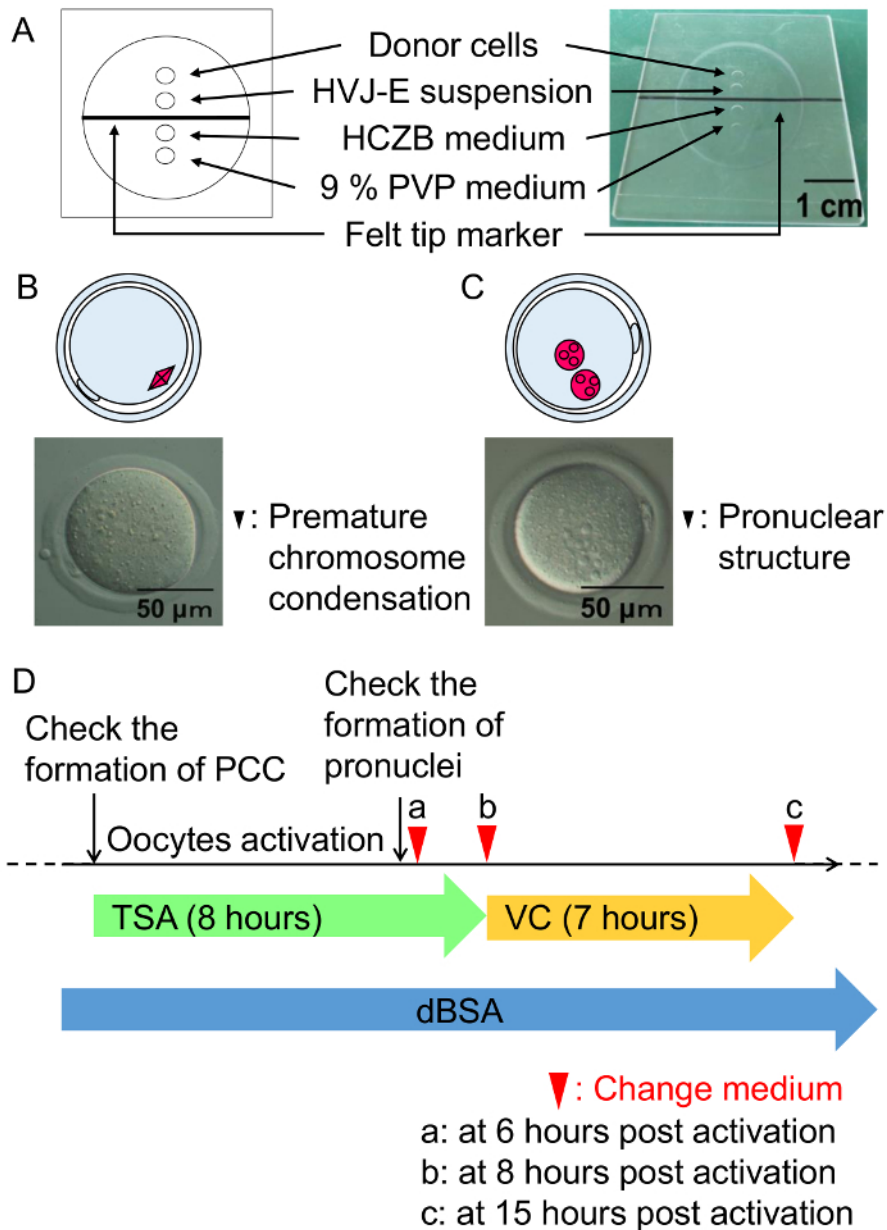 A
Donor cells
HVJ-E suspension
HCZB medium
9 % PVP medium
Felt tip marker
1 cm
B
50 µm
▼: Premature
chromosome
condensation
C
50 µm
▼: Pronuclear
structure
D
Check the
formation of PCC
Check the
formation of
pronuclei
Oocytes activation
a
b
c
TSA (8 hours)
VC (7 hours)
dBSA
▼: Change medium
a: at 6 hours post activation
b: at 8 hours post activation
c: at 15 hours post activation